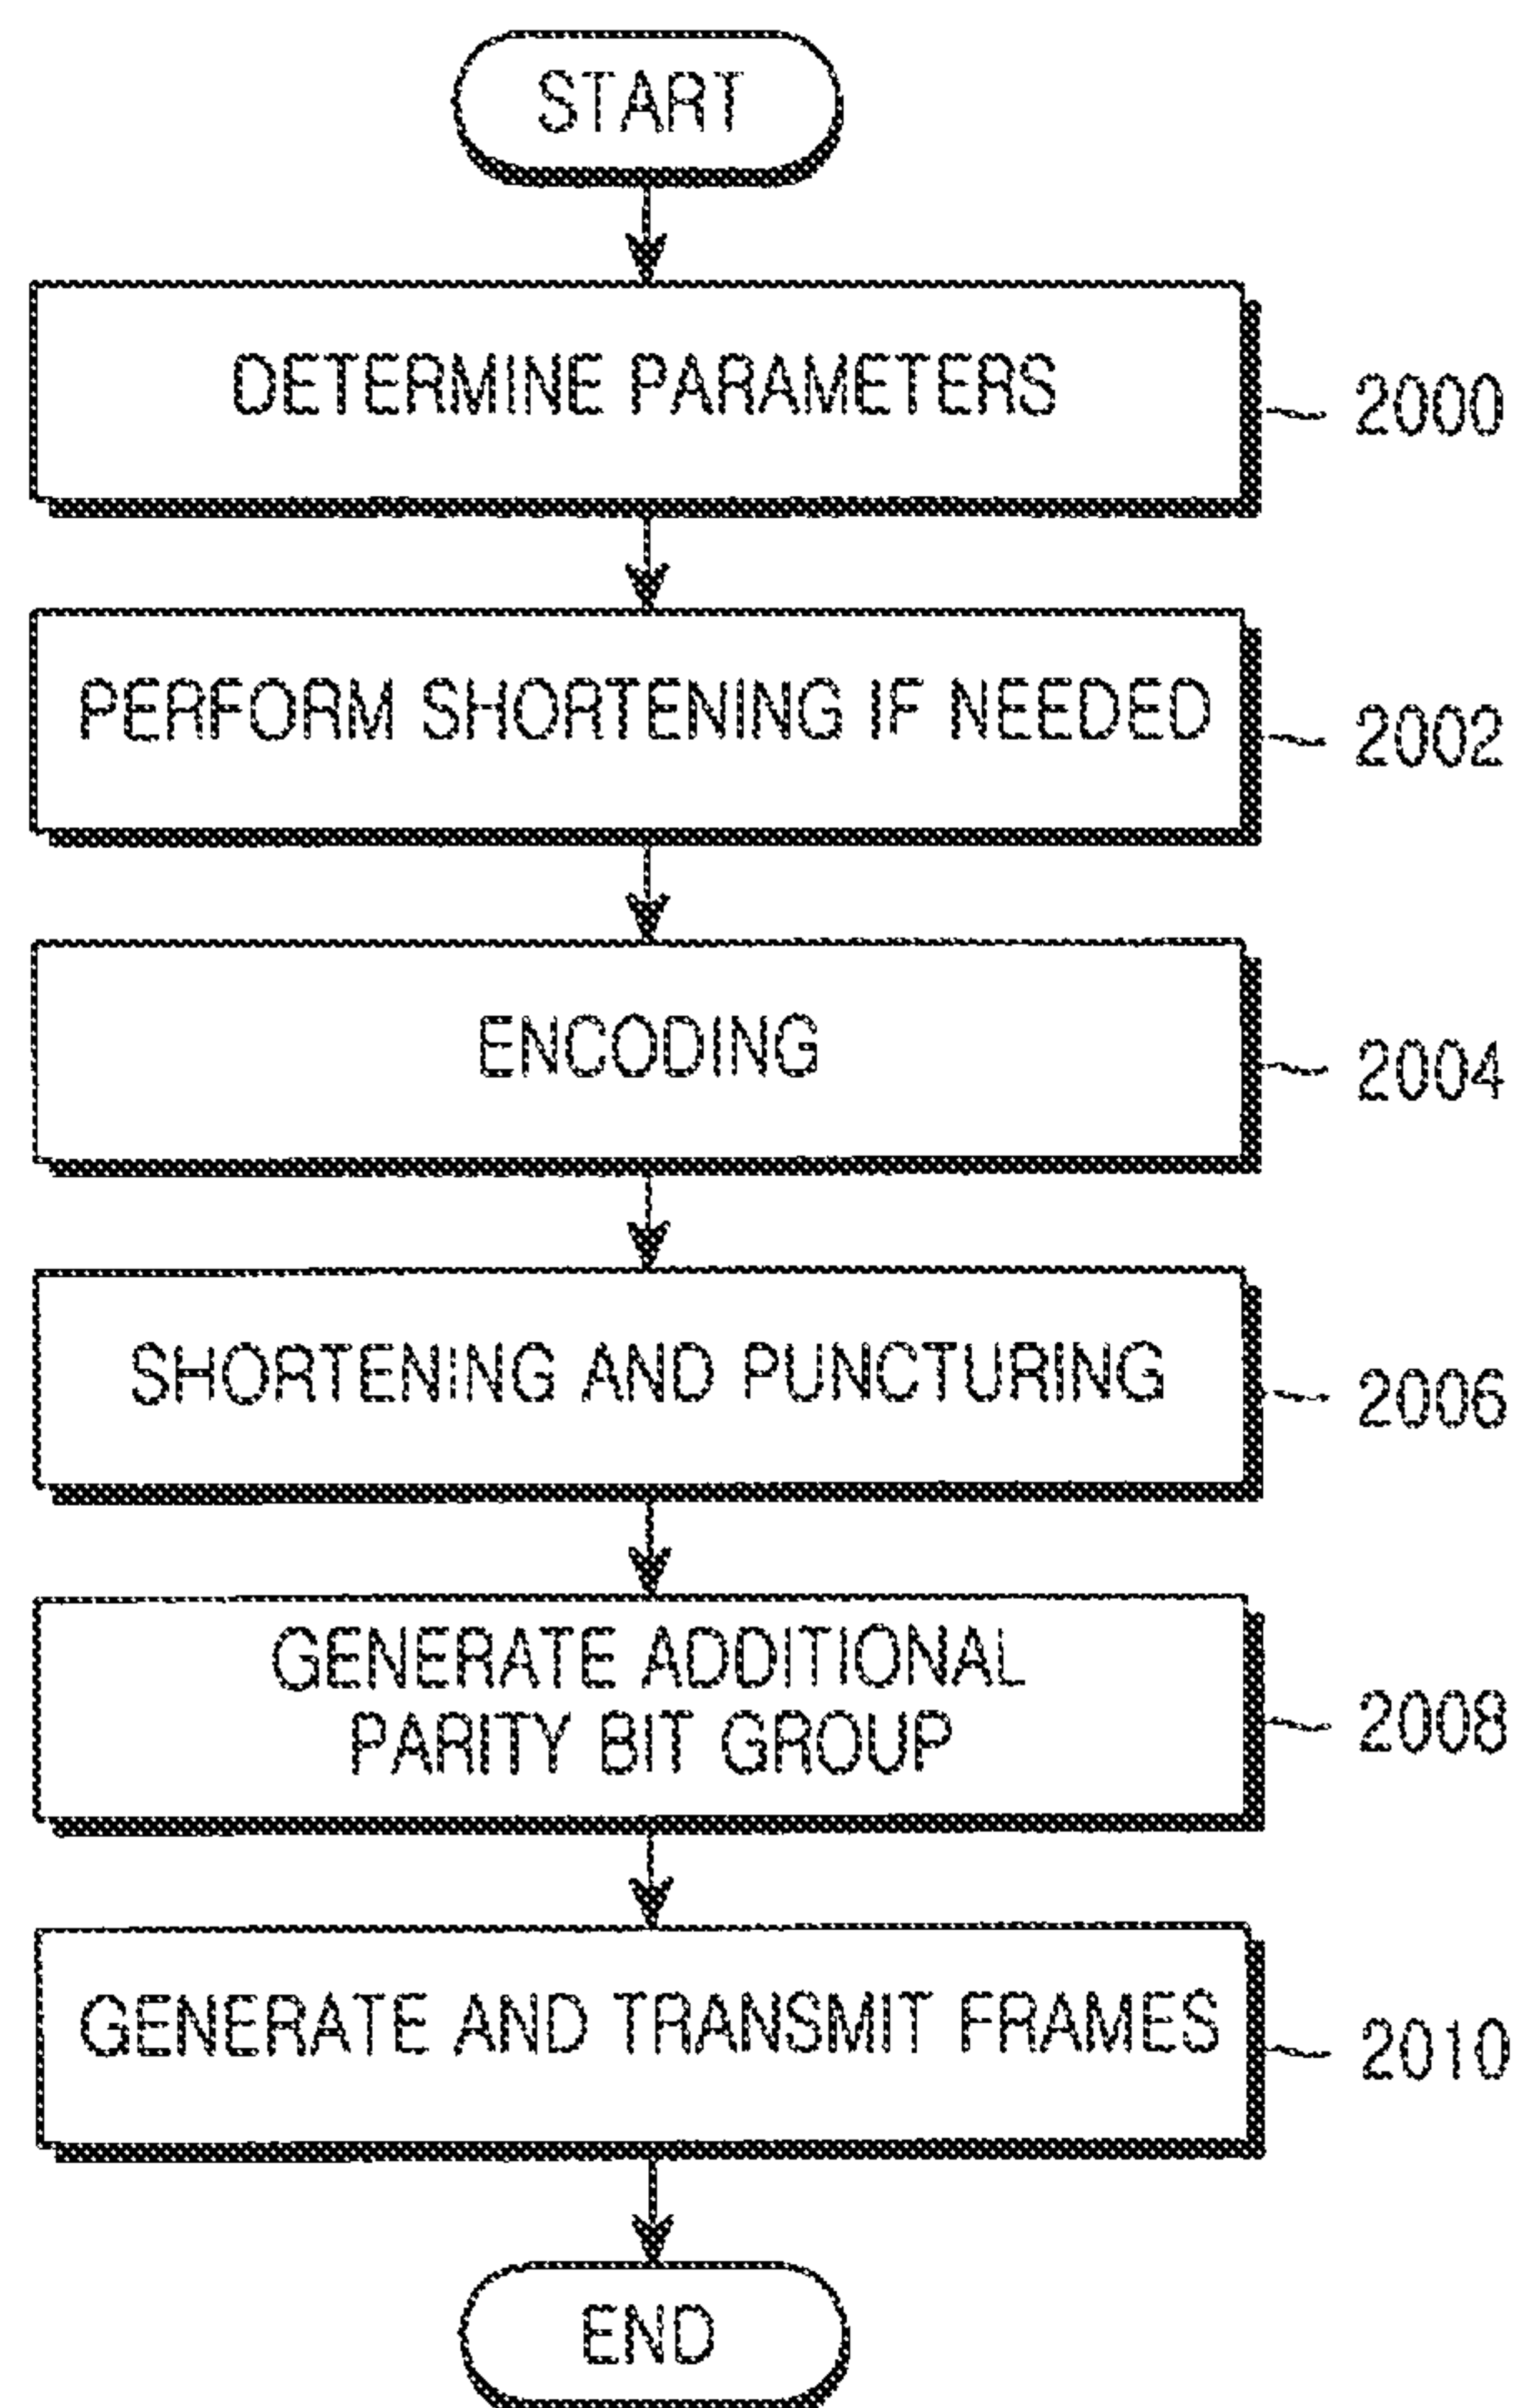 START
DETERMINE PARAMETERS
2000
PERFORM SHORTENING IF NEEDED
2002
ENCODING
2004
SHORTENING AND PUNCTURING
2006
GENERATE ADDITIONAL
PARITY BIT GROUP
2008
GENERATE AND TRANSMIT FRAMES
2010
END